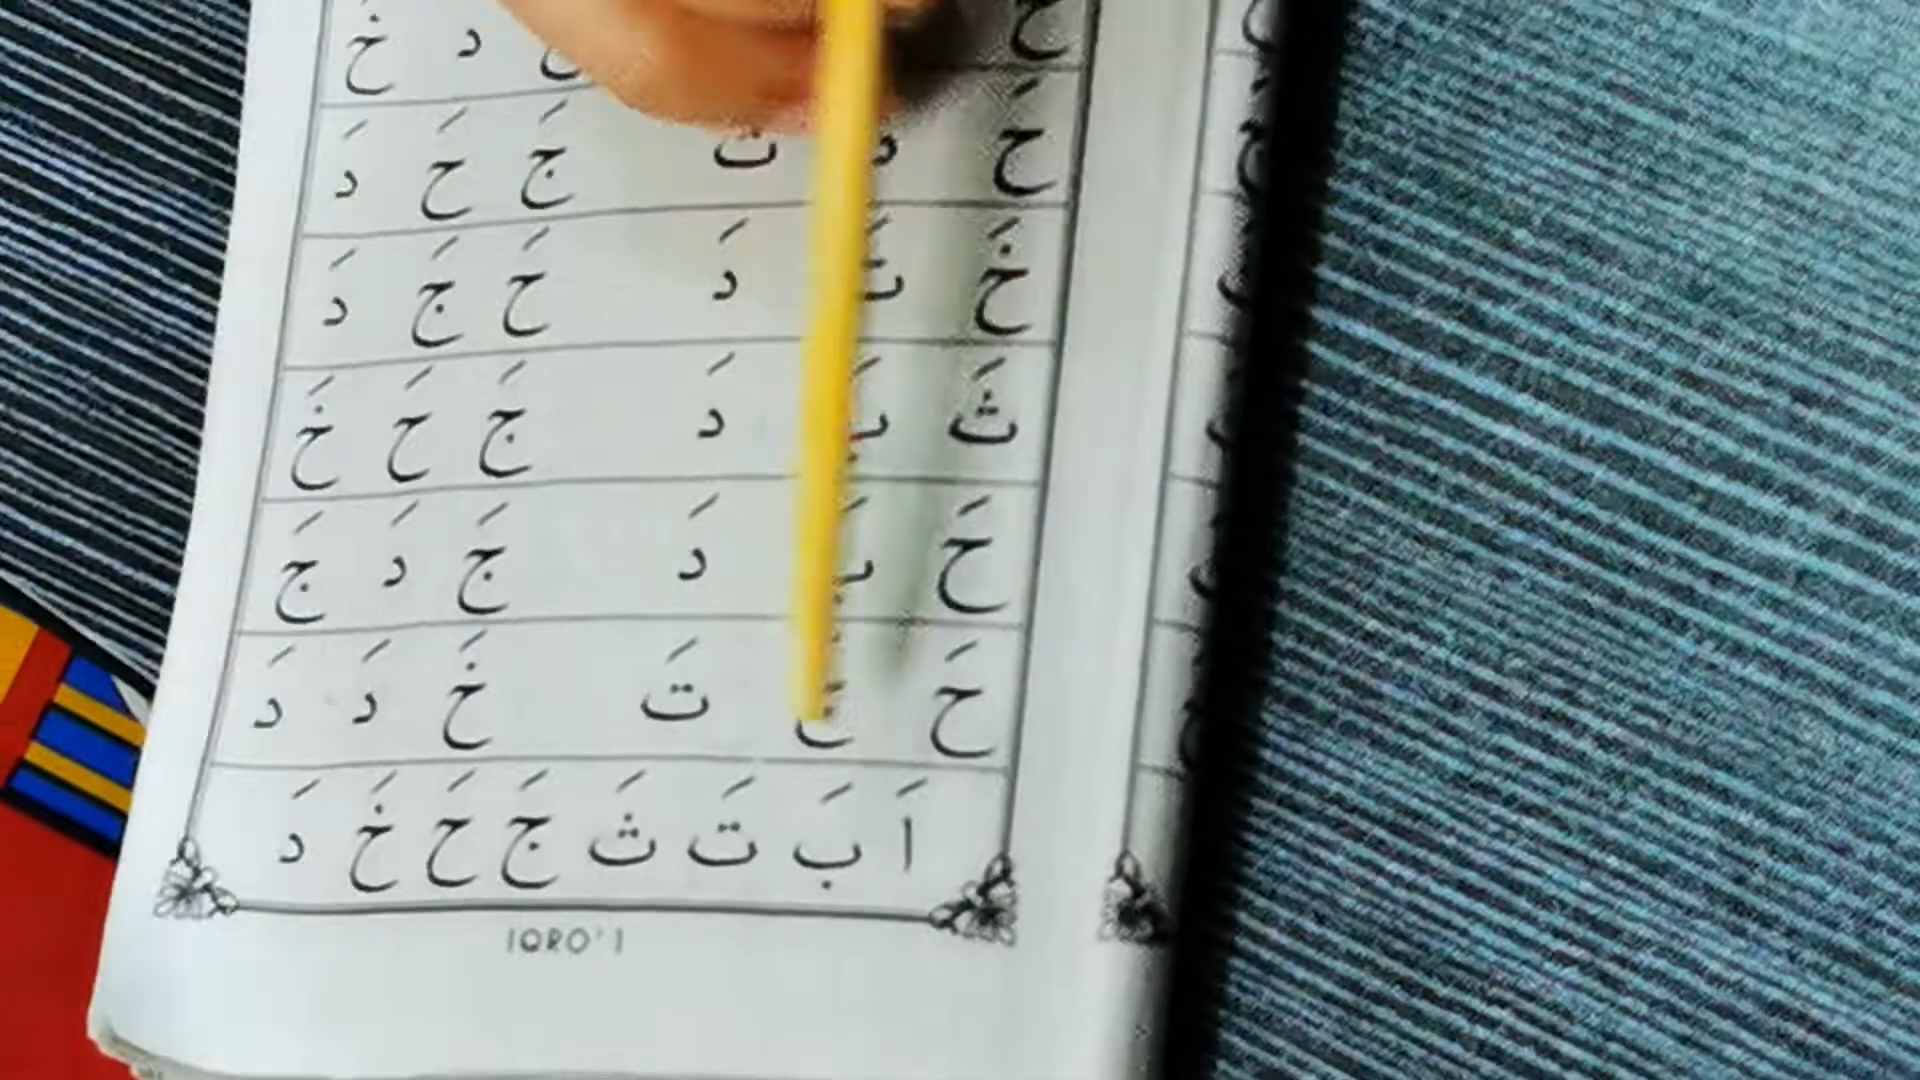 حَ دَ خَ
حَ جَ حَ دَ
خَ دَ حَ جَ دَ
ثَ دَ جَ حَ خَ
حَ دَ جَ دَ جَ
حَ تَ خَ دَ دَ
اَ بَ تَ ثَ جَ حَ خَ دَ
IQRO' 1